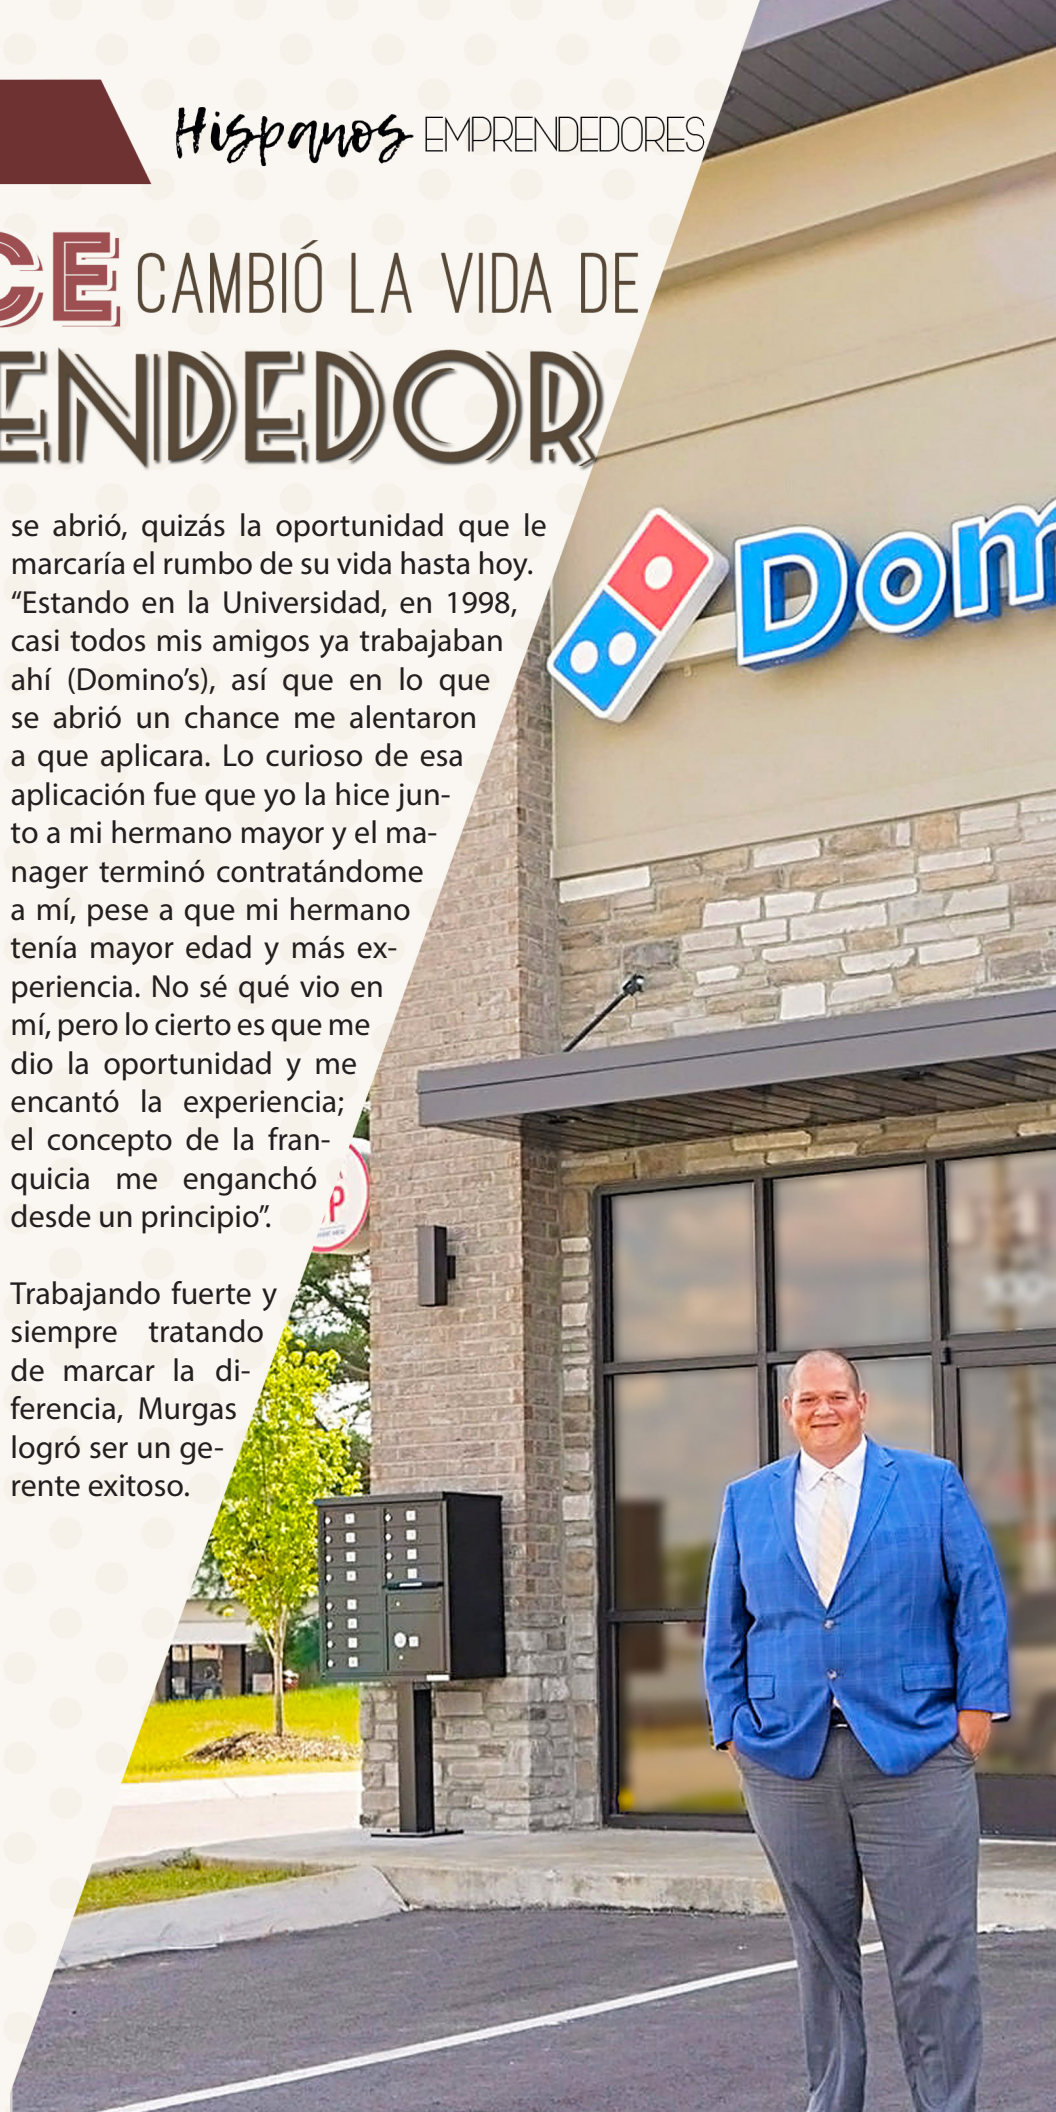 Hispanos EMPRENDEDORES
CE CAMBIÓ LA VIDA DE
ENDEDOR
se abrió, quizás la oportunidad que le
marcaría el rumbo de su vida hasta hoy.
“Estando en la Universidad, en 1998,
casi todos mis amigos ya trabajaban
ahí (Domino’s), así que en lo que
se abrió un chance me alentaron
a que aplicara. Lo curioso de esa
aplicación fue que yo la hice jun-
to a mi hermano mayor y el ma-
nager terminó contratándome
a mí, pese a que mi hermano
tenía mayor edad y más ex-
periencia. No sé qué vio en
mí, pero lo cierto es que me
dio la oportunidad y me
encantó la experiencia;
el concepto de la fran-
quicia me enganchó
desde un principio”.
Trabajando fuerte y
siempre tratando
de marcar la di-
ferencia, Murgas
logró ser un ge-
rente exitoso.
Dom
P